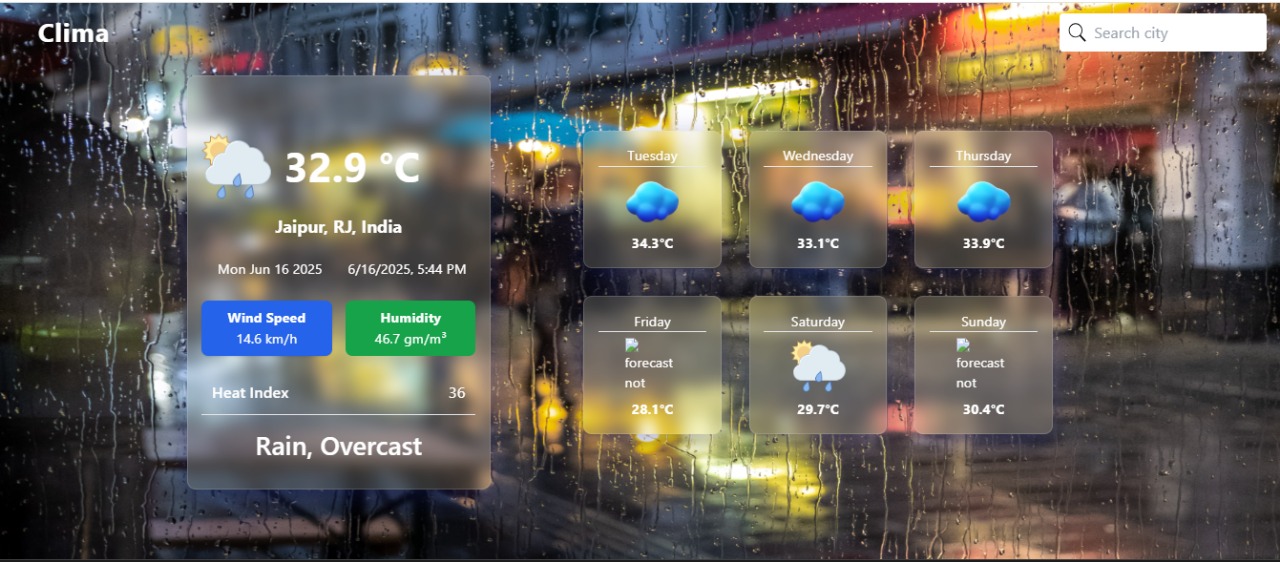 Clima
Search city
32.9 °C
Jaipur, RJ, India
Mon Jun 16 2025 6/16/2025, 5:44 PM
Wind Speed
14.6 km/h
Humidity
46.7 gm/m³
Heat Index 36
Rain, Overcast
Tuesday
34.3°C
Wednesday
33.1°C
Thursday
33.9°C
Friday
forecast
not
28.1°C
Saturday
29.7°C
Sunday
forecast
not
30.4°C